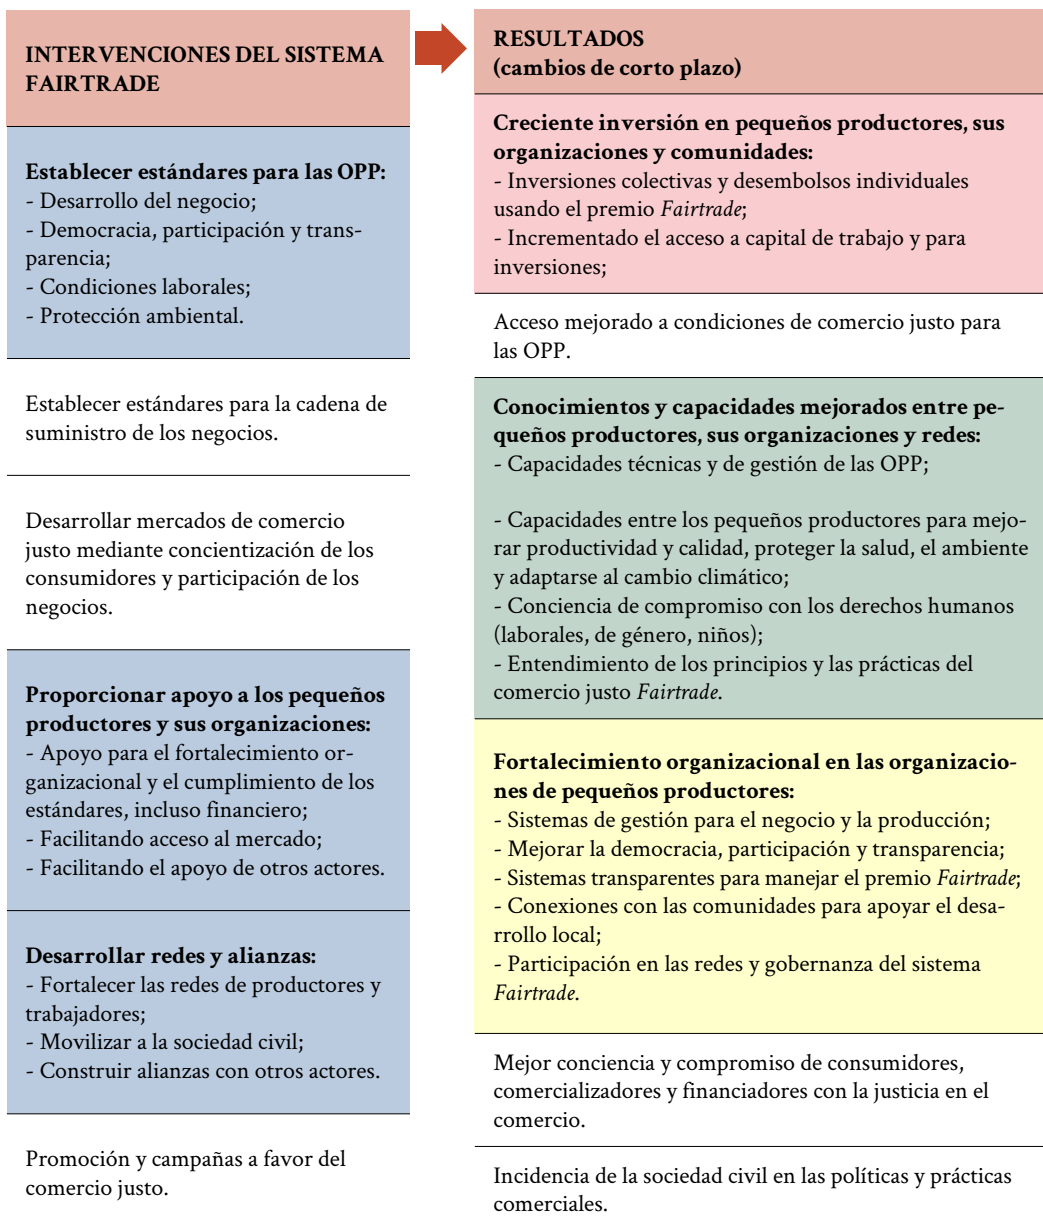 INTERVENCIONES DEL SISTEMA
FAIRTRADE
Establecer estándares para las OPP:
- Desarrollo del negocio;
- Democracia, participación y trans-
parencia;
- Condiciones laborales;
- Protección ambiental.
Establecer estándares para la cadena de
suministro de los negocios.
Desarrollar mercados de comercio
justo mediante concientización de los
consumidores y participación de los
negocios.
Proporcionar apoyo a los pequeños
productores y sus organizaciones:
- Apoyo para el fortalecimiento or-
ganizacional y el cumplimiento de los
estándares, incluso financiero;
- Facilitando acceso al mercado;
- Facilitando el apoyo de otros actores.
Desarrollar redes y alianzas:
- Fortalecer las redes de productores y
trabajadores;
- Movilizar a la sociedad civil;
- Construir alianzas con otros actores.
Promoción y campañas a favor del
comercio justo.
RESULTADOS
(cambios de corto plazo)
Creciente inversión en pequeños productores, sus
organizaciones y comunidades:
- Inversiones colectivas y desembolsos individuales
usando el premio Fairtrade;
- Incrementado el acceso a capital de trabajo y para
inversiones;
Acceso mejorado a condiciones de comercio justo para
las OPP.
Conocimientos y capacidades mejorados entre pe-
queños productores, sus organizaciones y redes:
- Capacidades técnicas y de gestión de las OPP;
- Capacidades entre los pequeños productores para mejo-
rar productividad y calidad, proteger la salud, el ambiente
y adaptarse al cambio climático;
- Conciencia de compromiso con los derechos humanos
(laborales, de género, niños);
- Entendimiento de los principios y las prácticas del
comercio justo Fairtrade.
Fortalecimiento organizacional en las organizacio-
nes de pequeños productores:
- Sistemas de gestión para el negocio y la producción;
- Mejorar la democracia, participación y transparencia;
- Sistemas transparentes para manejar el premio Fairtrade;
- Conexiones con las comunidades para apoyar el desa-
rrollo local;
- Participación en las redes y gobernanza del sistema
Fairtrade.
Mejor conciencia y compromiso de consumidores,
comercializadores y financiadores con la justicia en el
comercio.
Incidencia de la sociedad civil en las políticas y prácticas
comerciales.